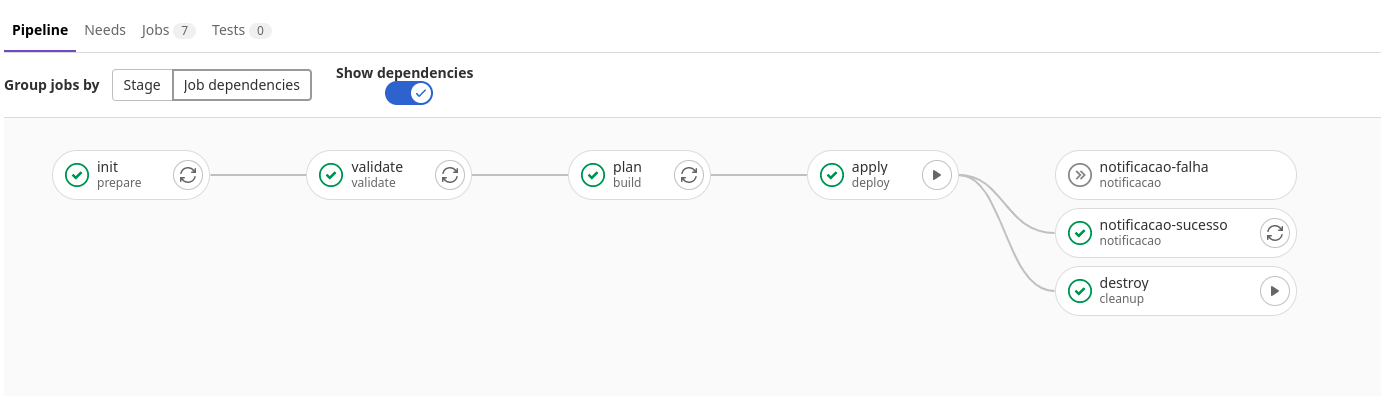 Pipeline Needs Jobs 7 Tests 0
Group jobs by Stage Job dependencies Show dependencies
init
prepare
validate
validate
plan
build
apply
deploy
notificacao-falha
notificacao
notificacao-sucesso
notificacao
destroy
cleanup